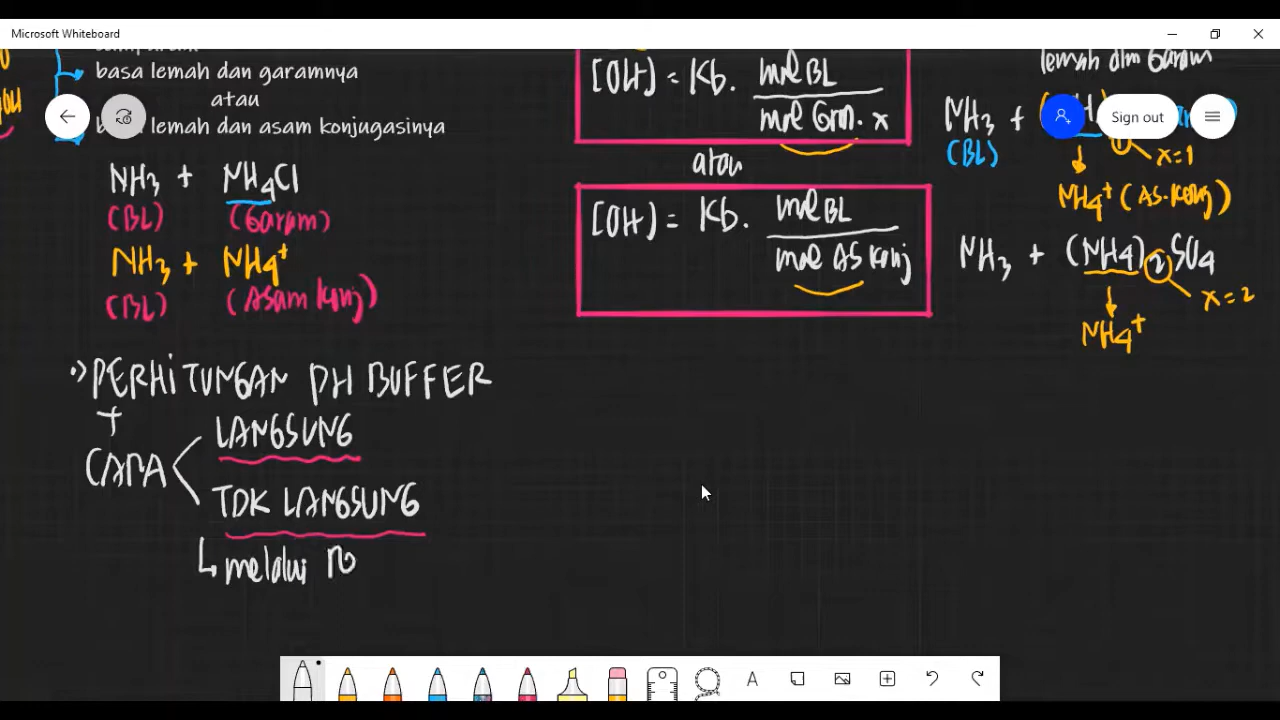 Microsoft Whiteboard
basa lemah dan garamnya
atau
lemah dan asam konjugasinya
NH3 + NH4Cl
(BL) (Garam)
NH3 + NH4+
(BL) (Asam Konj)
•) PERHITUNGAN PH BUFFER
+
CARA
LANGSUNG
TDK LANGSUNG
↳ melalui
[OH] = Kb. mol BL
mol Grm. x
atau
[OH] = Kb. mol BL
mol AS Konj
lemah dlm Garam
NH3 +
(BL)
x=1
NH4+ (AS. Konj)
NH3 + (NH4)2 SO4
x=2
NH4+
Sign out
A